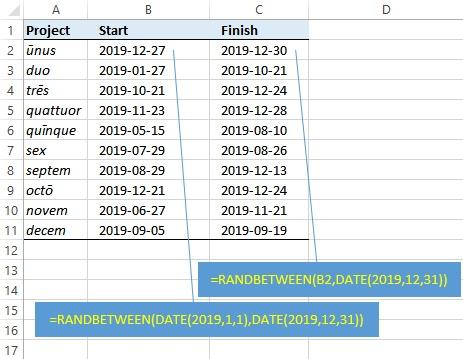 A B C D
1 Project Start Finish
2 ūnus 2019-12-27 2019-12-30
3 duo 2019-01-27 2019-10-21
4 trēs 2019-10-21 2019-12-24
5 quattuor 2019-11-23 2019-12-28
6 quīnque 2019-05-15 2019-08-10
7 sex 2019-07-29 2019-08-26
8 septem 2019-08-29 2019-12-13
9 octō 2019-12-21 2019-12-24
10 novem 2019-06-27 2019-11-21
11 decem 2019-09-05 2019-09-19
12
13
=RANDBETWEEN(B2,DATE(2019,12,31))
14
15
=RANDBETWEEN(DATE(2019,1,1),DATE(2019,12,31))
16
17